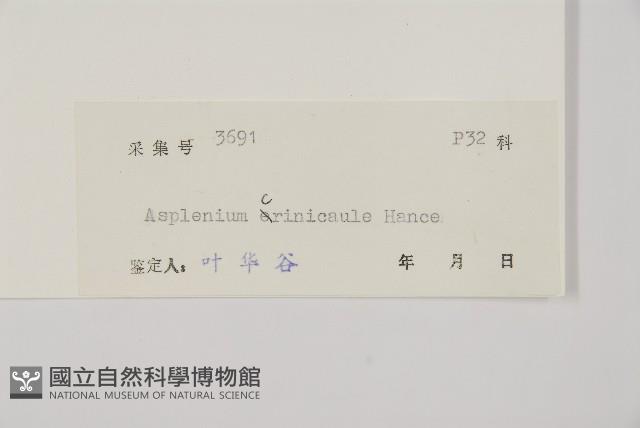 采集号 3691 P32 科
c
Asplenium erinicaule Hance
鉴定人: 叶华谷 年 月 日
國立自然科學博物館
NATIONAL MUSEUM OF NATURAL SCIENCE